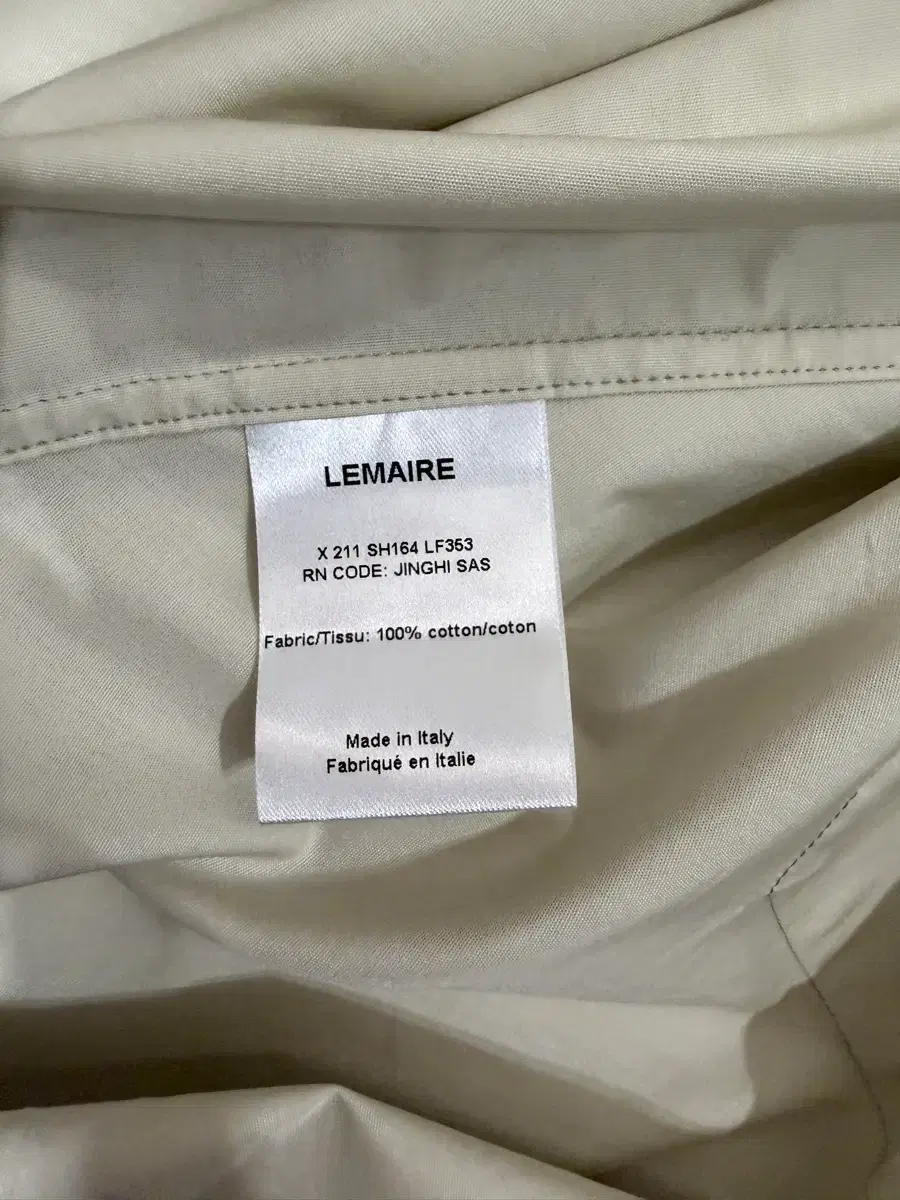 LEMAIRE
X 211 SH164 LF353
RN CODE: JINGHI SAS
Fabric/Tissu: 100% cotton/coton
Made in Italy
Fabriqué en Italie